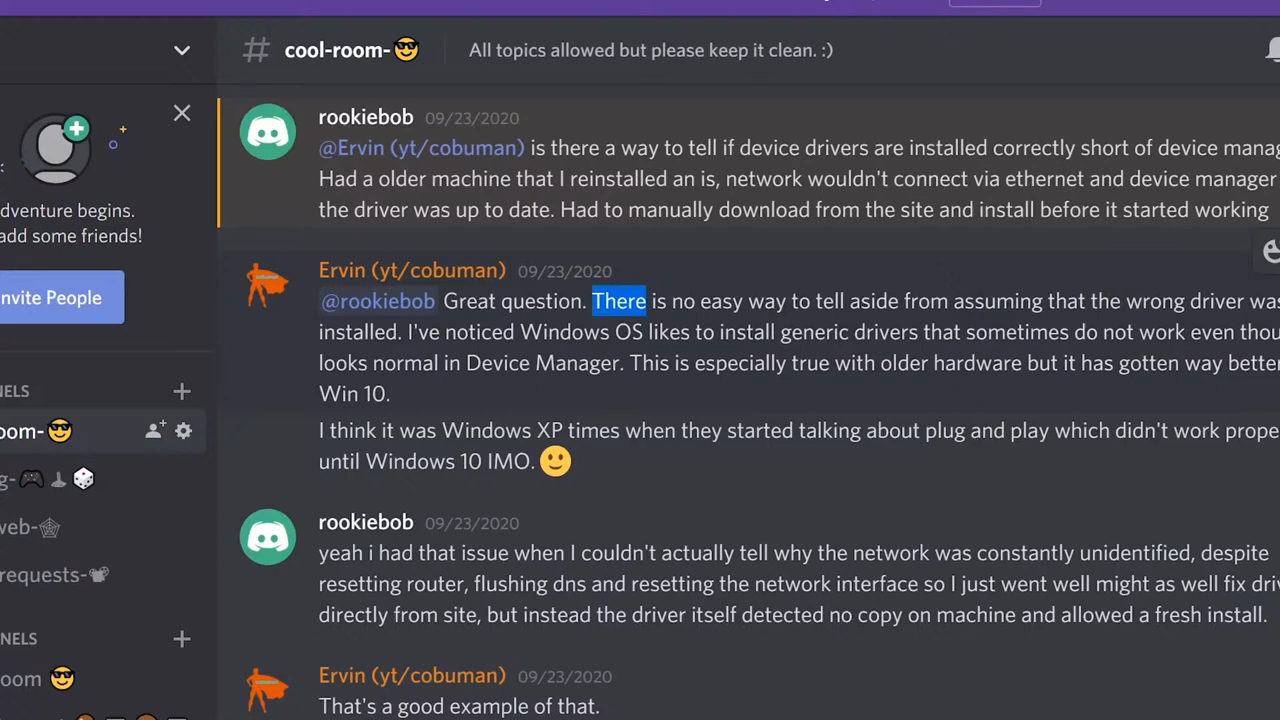 # cool-room-😎 All topics allowed but please keep it clean. :)
dventure begins.
add some friends!
nvite People
NELS
oom-😎
g-🎮🕹🎲
web-🕸
requests-📽
NELS
oom 😎
rookiebob 09/23/2020
@Ervin (yt/cobuman) is there a way to tell if device drivers are installed correctly short of device manag
Had a older machine that I reinstalled an is, network wouldn't connect via ethernet and device manager
the driver was up to date. Had to manually download from the site and install before it started working
Ervin (yt/cobuman) 09/23/2020
@rookiebob Great question. There is no easy way to tell aside from assuming that the wrong driver was
installed. I've noticed Windows OS likes to install generic drivers that sometimes do not work even thou
looks normal in Device Manager. This is especially true with older hardware but it has gotten way better
Win 10.
I think it was Windows XP times when they started talking about plug and play which didn't work prope
until Windows 10 IMO. 🙂
rookiebob 09/23/2020
yeah i had that issue when I couldn't actually tell why the network was constantly unidentified, despite
resetting router, flushing dns and resetting the network interface so I just went well might as well fix driv
directly from site, but instead the driver itself detected no copy on machine and allowed a fresh install.
Ervin (yt/cobuman) 09/23/2020
That's a good example of that.